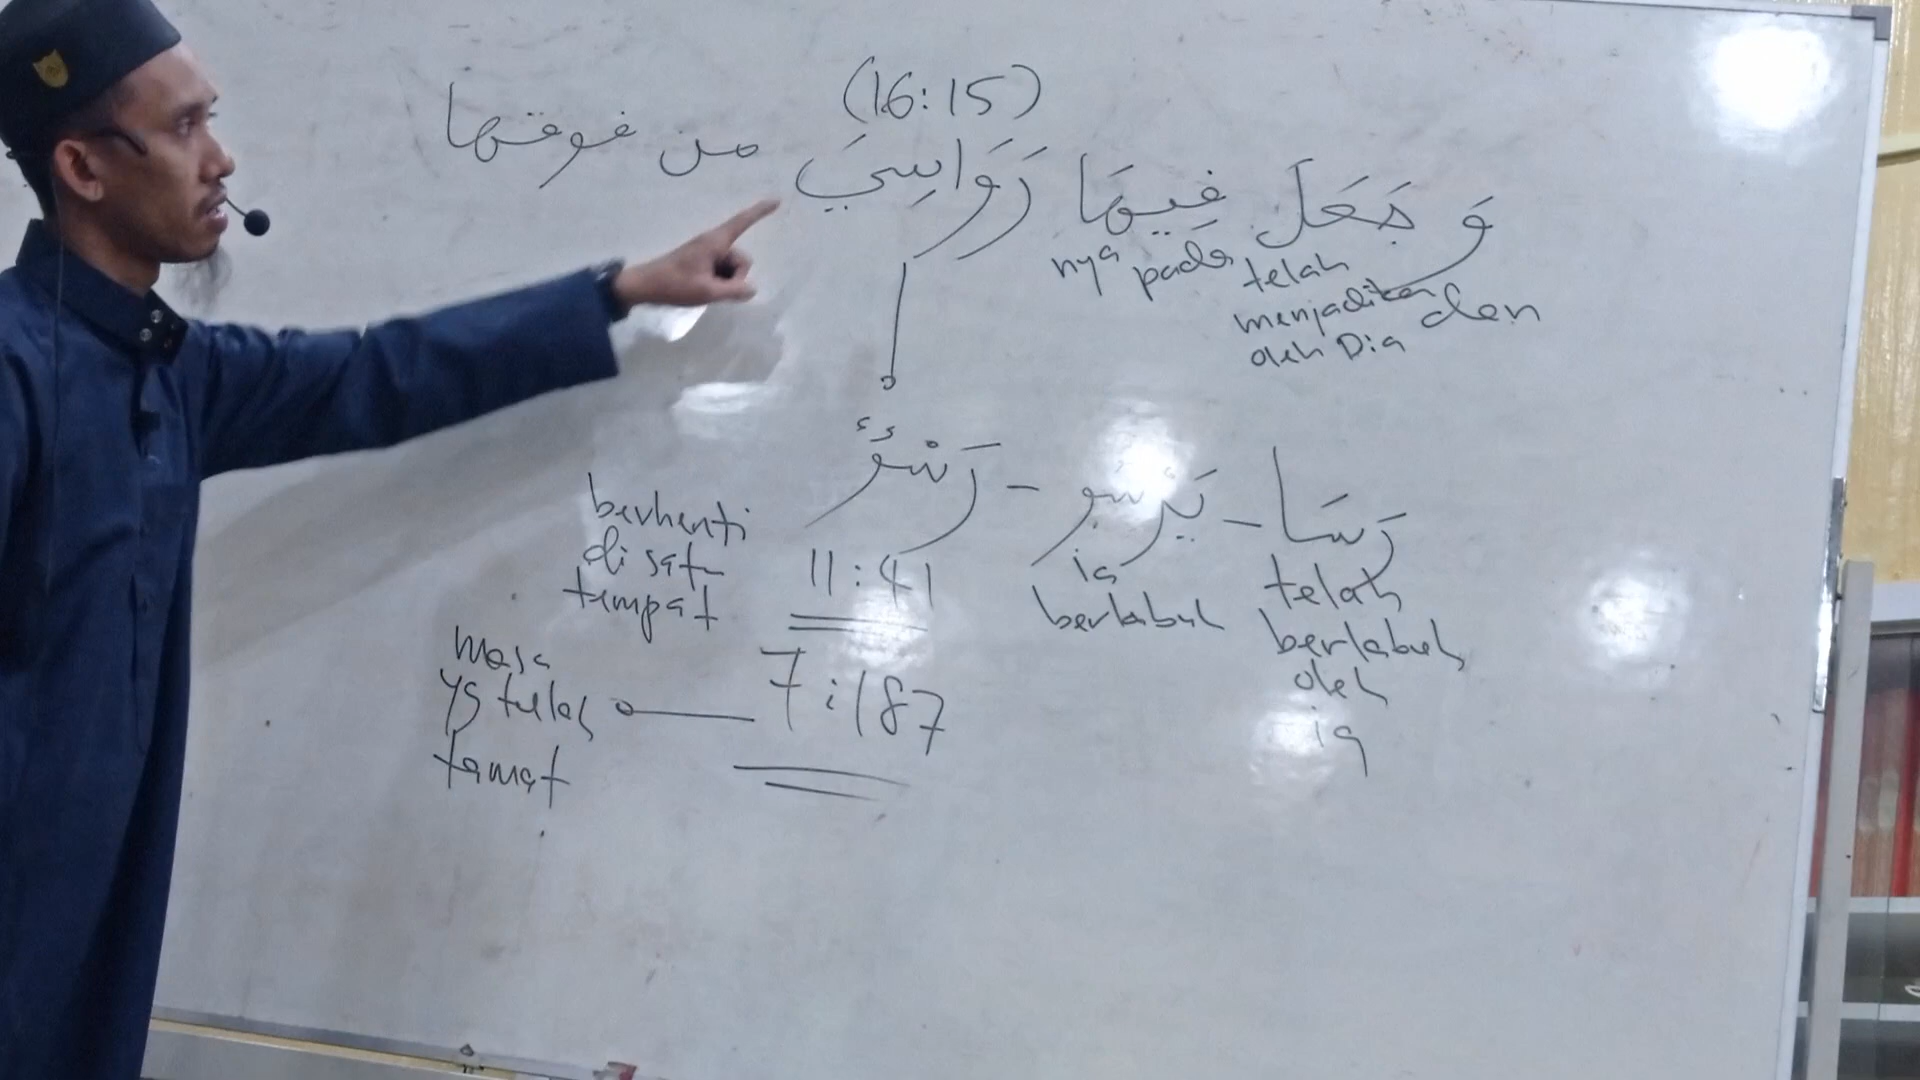 (16:15)
وَ جَعَلَ فِيهَا رَوَاسِيَ من فوقها
dan
telah
menjadikan
oleh Dia
pada
nya
رَسَا - يَرْسُو - رَسْوٌ
telah
berlabuh
oleh
ia
ia
berlabuh
11:41
berhenti
di satu
tempat
7:187
masa
yg telah
tamat